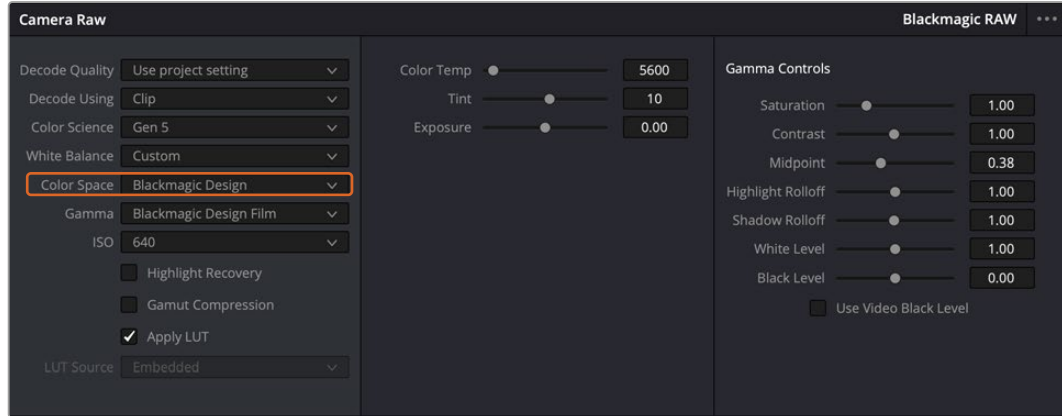 Camera Raw
Blackmagic RAW
Decode Quality Use project setting
Decode Using Clip
Color Science Gen 5
White Balance Custom
Color Space Blackmagic Design
Gamma Blackmagic Design Film
ISO 640
Highlight Recovery
Gamut Compression
Apply LUT
LUT Source Embedded
Color Temp 5600
Tint 10
Exposure 0.00
Gamma Controls
Saturation 1.00
Contrast 1.00
Midpoint 0.38
Highlight Rolloff 1.00
Shadow Rolloff 1.00
White Level 1.00
Black Level 0.00
Use Video Black Level